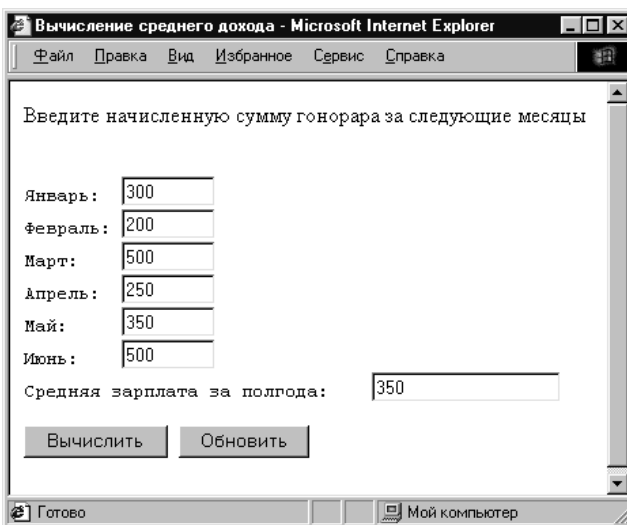 Вычисление среднего дохода - Microsoft Internet Explorer
Файл Правка Вид Избранное Сервис Справка
Введите начисленную сумму гонорара за следующие месяцы
Январь: 300
Февраль: 200
Март: 500
Апрель: 250
Май: 350
Июнь: 500
Средняя зарплата за полгода: 350
Вычислить Обновить
Готово Мой компьютер